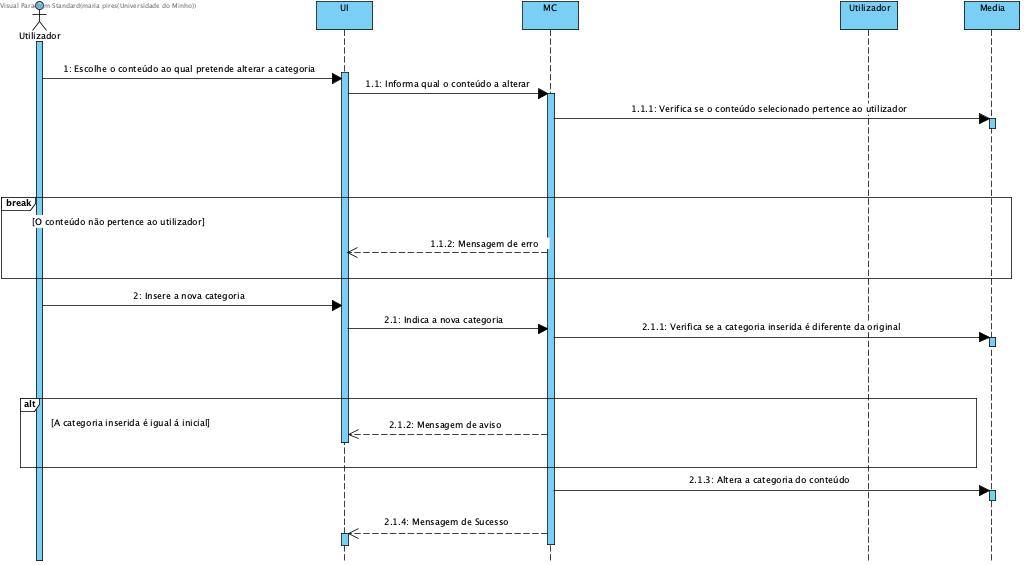 Visual Paradigm Standard(maria pires(Universidade do Minho))
Utilizador
UI
MC
Utilizador
Media
1: Escolhe o conteúdo ao qual pretende alterar a categoria
1.1: Informa qual o conteúdo a alterar
1.1.1: Verifica se o conteúdo selecionado pertence ao utilizador
break
[O conteúdo não pertence ao utilizador]
1.1.2: Mensagem de erro
2: Insere a nova categoria
2.1: Indica a nova categoria
2.1.1: Verifica se a categoria inserida é diferente da original
alt
[A categoria inserida é igual á inicial]
2.1.2: Mensagem de aviso
2.1.3: Altera a categoria do conteúdo
2.1.4: Mensagem de Sucesso